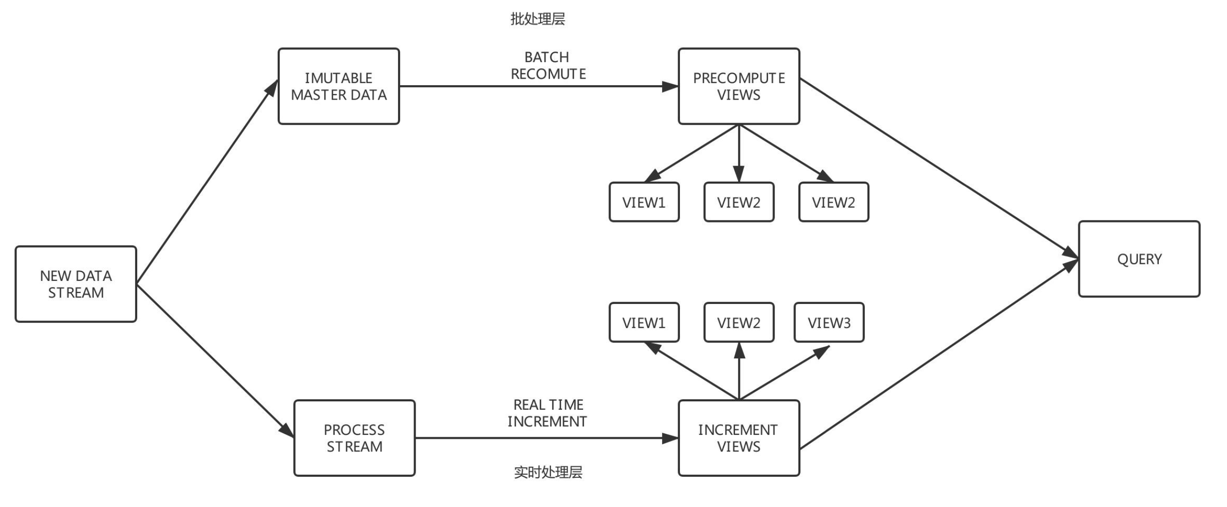 批处理层
BATCH
RECOMUTE
IMUTABLE
MASTER DATA
PRECOMPUTE
VIEWS
VIEW1
VIEW2
VIEW2
NEW DATA
STREAM
QUERY
VIEW1
VIEW2
VIEW3
REAL TIME
INCREMENT
PROCESS
STREAM
INCREMENT
VIEWS
实时处理层